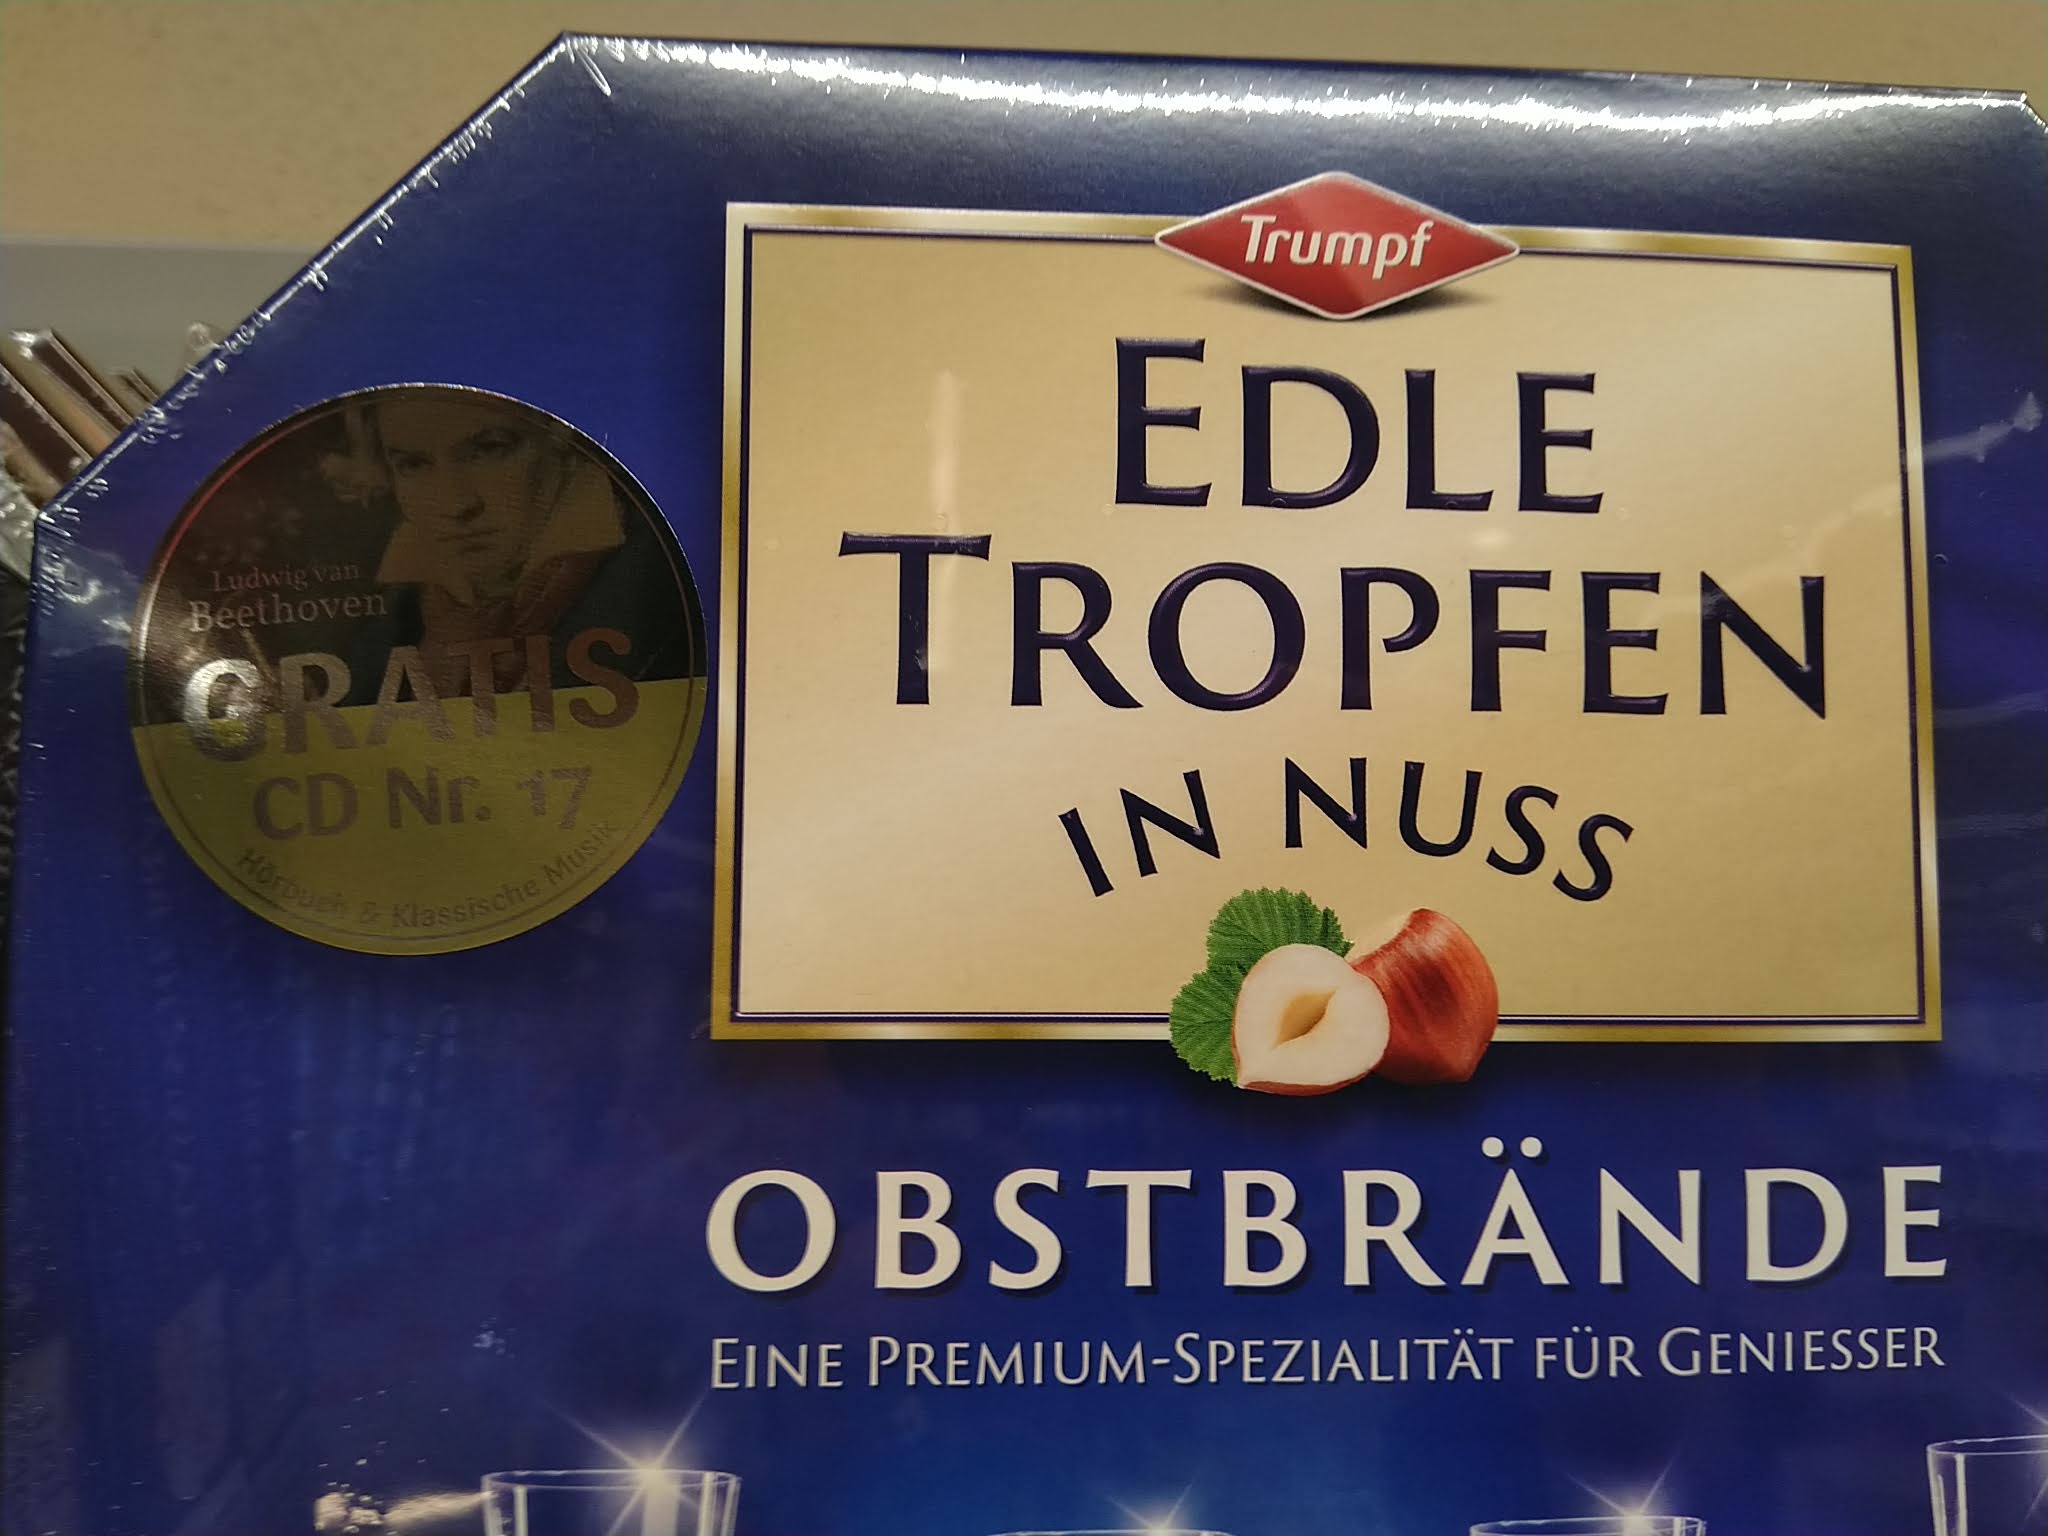 Trumpf
EDLE
TROPFEN
IN NUSS
OBSTBRÄNDE
EINE PREMIUM-SPEZIALITÄT FÜR GENIESSER
Ludwig van
Beethoven
GRATIS
CD Nr. 17
Hörbuch & Klassische Musik